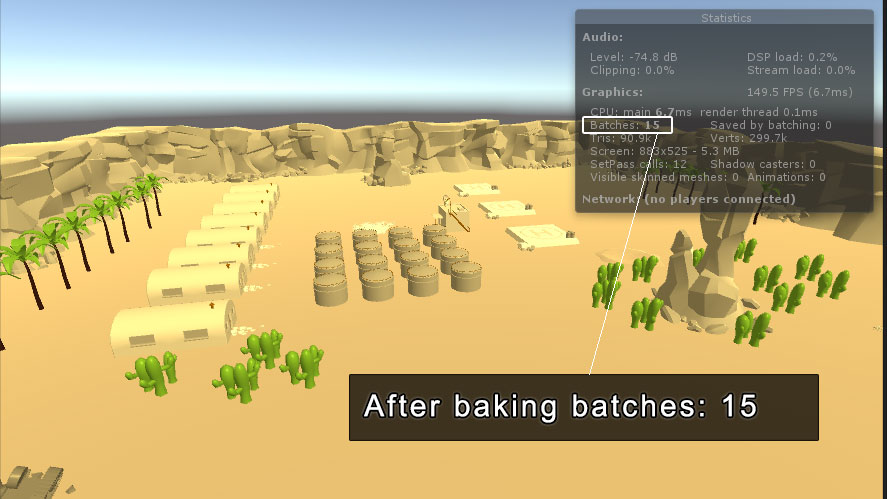 Statistics
Audio:
Level: -74.8 dB DSP load: 0.2%
Clipping: 0.0% Stream load: 0.0%
Graphics: 149.5 FPS (6.7ms)
CPU: main 6.7ms render thread 0.1ms
Batches: 15 Saved by batching: 0
Tris: 90.9k Verts: 299.7k
Screen: 883x525 - 5.3 MB
SetPass calls: 12 Shadow casters: 0
Visible skinned meshes: 0 Animations: 0
Network: (no players connected)
After baking batches: 15